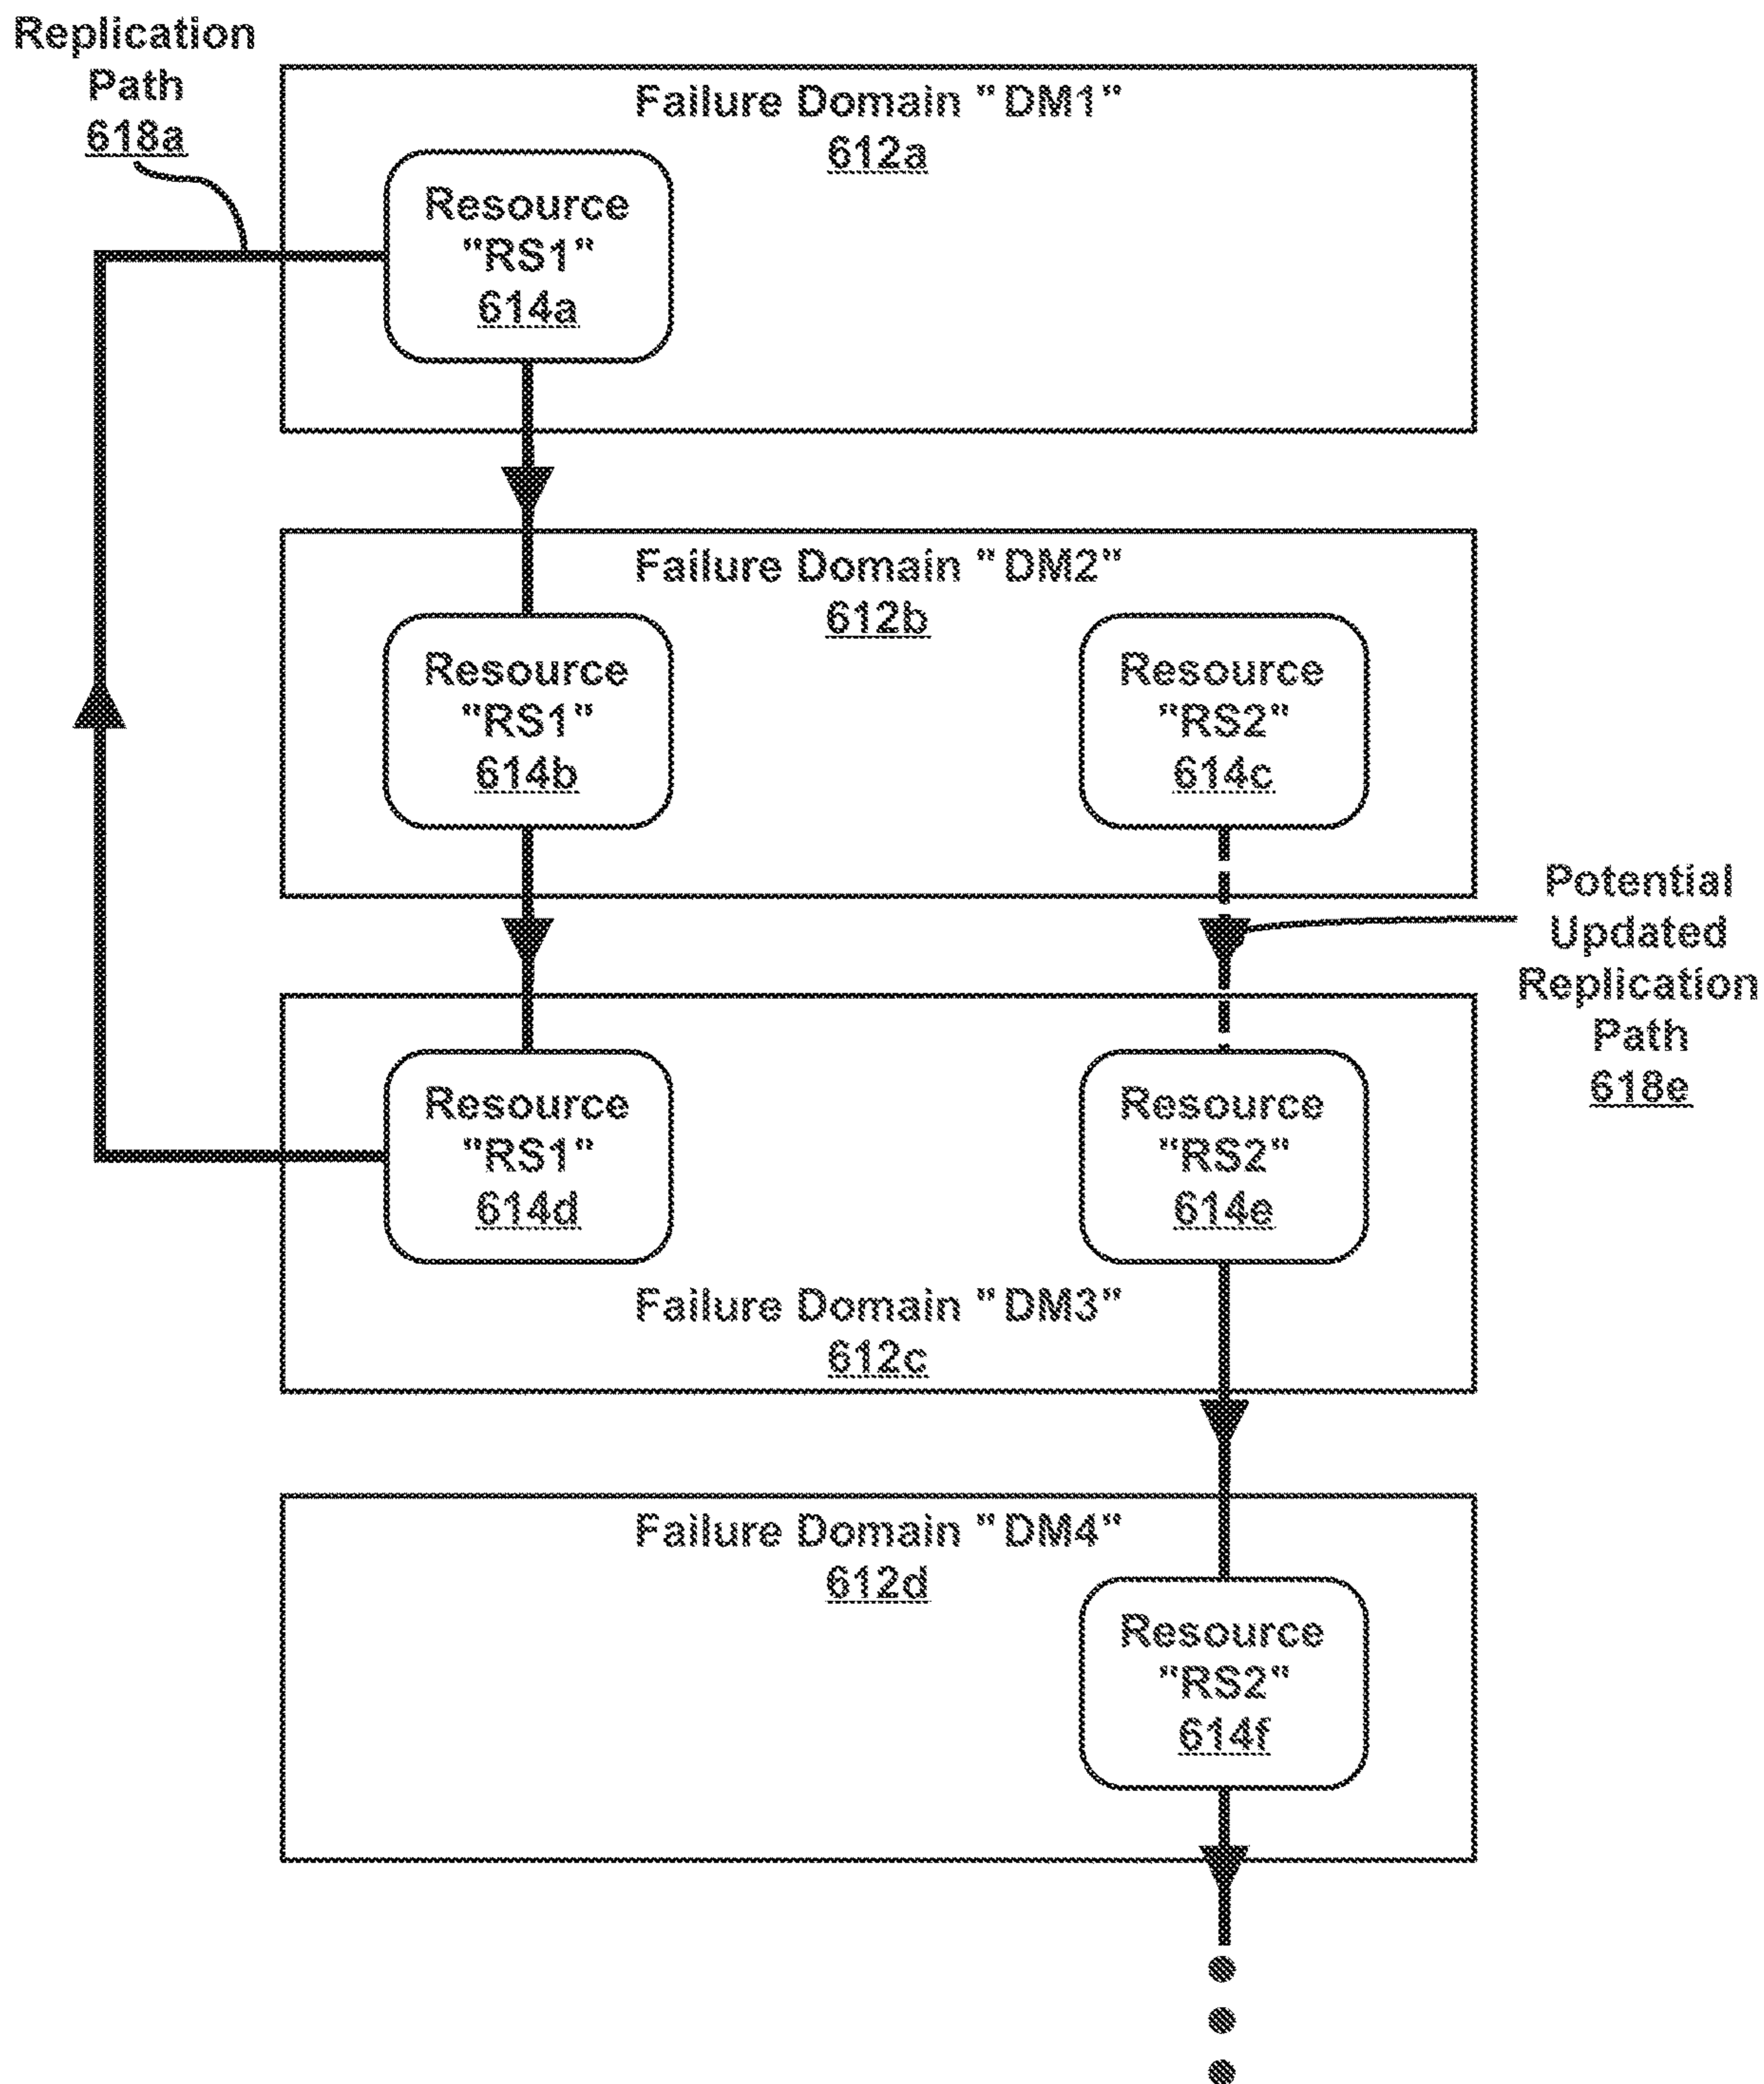 Replication
Path
618a
Failure Domain "DM1"
612a
Resource
"RS1"
614a
Failure Domain "DM2"
612b
Resource
"RS1"
614b
Resource
"RS2"
614c
Potential
Updated
Replication
Path
618e
Resource
"RS1"
614d
Resource
"RS2"
614e
Failure Domain "DM3"
612c
Failure Domain "DM4"
612d
Resource
"RS2"
614f